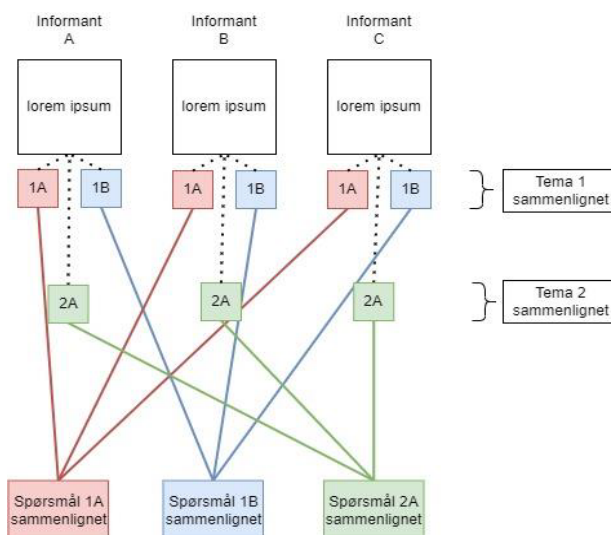 Informant
A
Informant
B
Informant
C
lorem ipsum
lorem ipsum
lorem ipsum
1A
1B
1A
1B
1A
1B
Tema 1
sammenlignet
2A
2A
2A
Tema 2
sammenlignet
Spørsmål 1A
sammenlignet
Spørsmål 1B
sammenlignet
Spørsmål 2A
sammenlignet